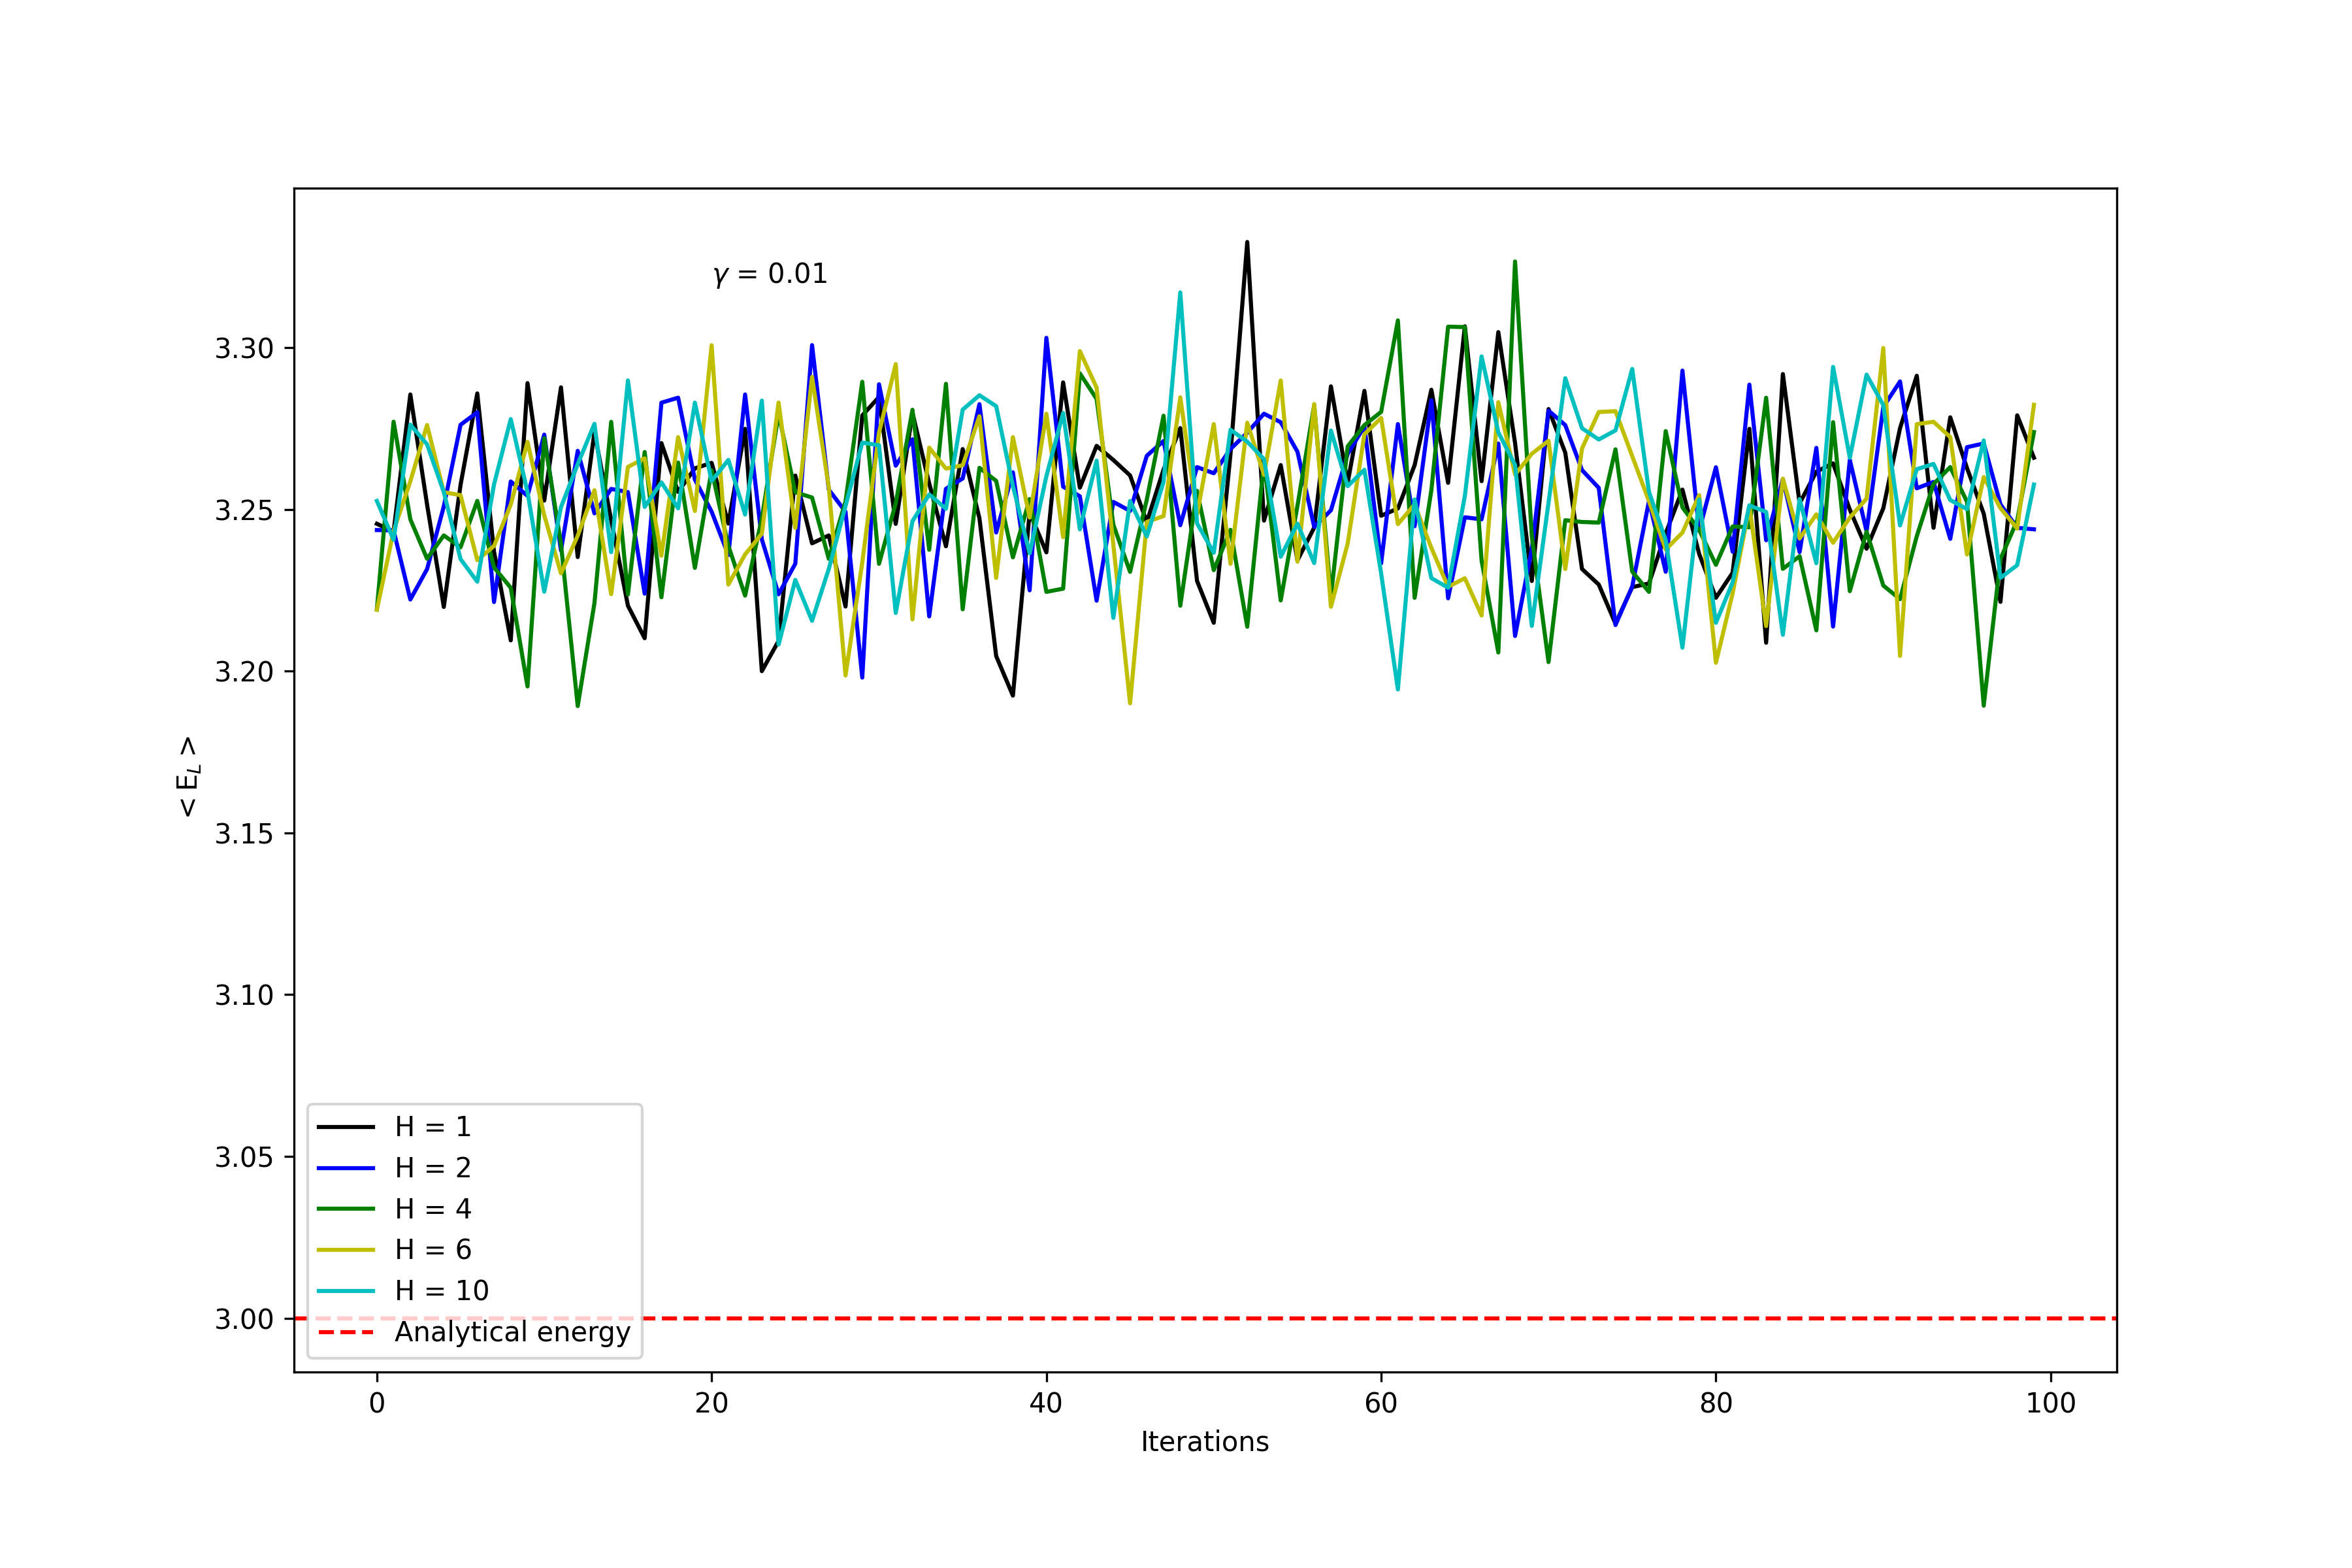 γ = 0.01
3.30
3.25
3.20
3.15
3.10
3.05
3.00
< E_L >
H = 1
H = 2
H = 4
H = 6
H = 10
Analytical energy
0 20 40 60 80 100
Iterations